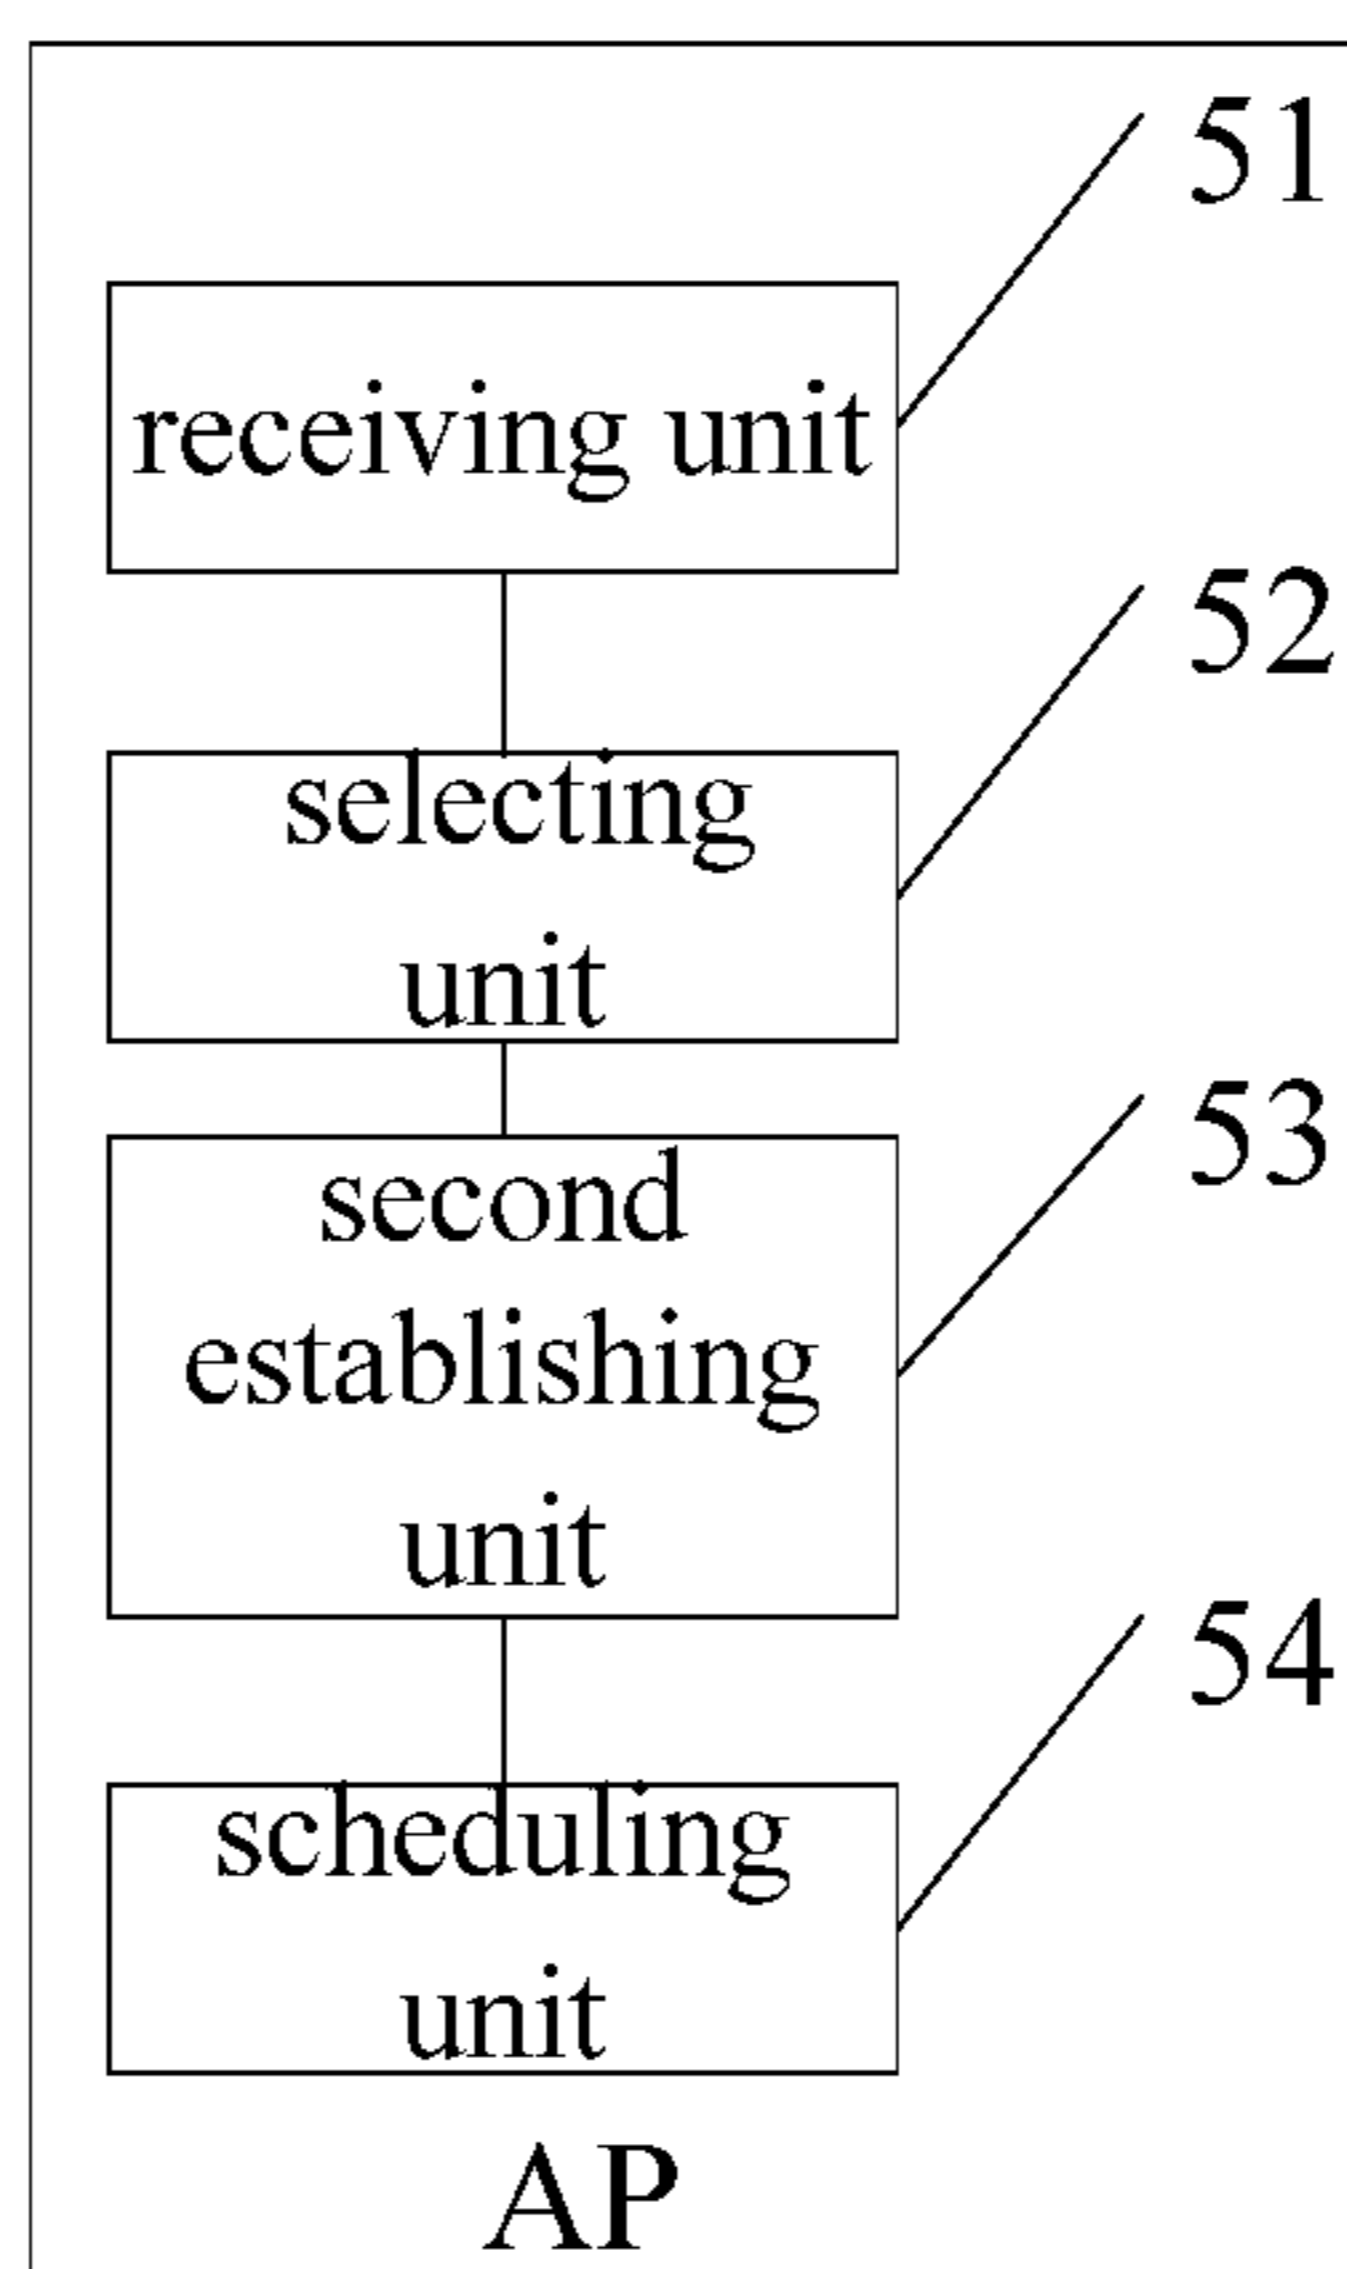 51
receiving unit
52
selecting
unit
53
second
establishing
unit
54
scheduling
unit
AP